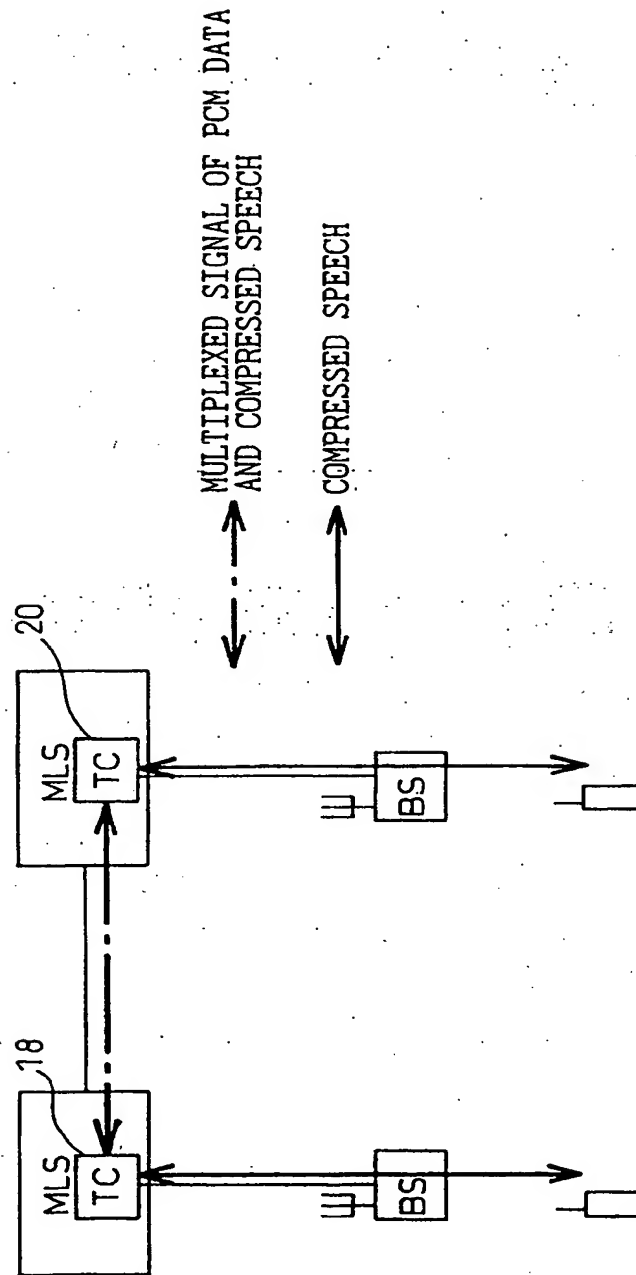 18
20
MLS
TC
MLS
TC
BS
BS
MULTIPLEXED SIGNAL OF PCM DATA
AND COMPRESSED SPEECH
COMPRESSED SPEECH